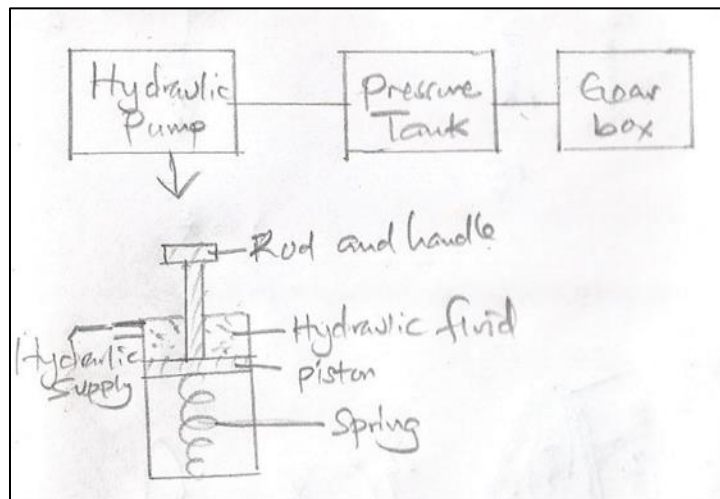 Hydraulic
Pump
Pressure
Tank
Gear
box
Rod and handle
Hydraulic fluid
Hydraulic
Supply
piston
Spring